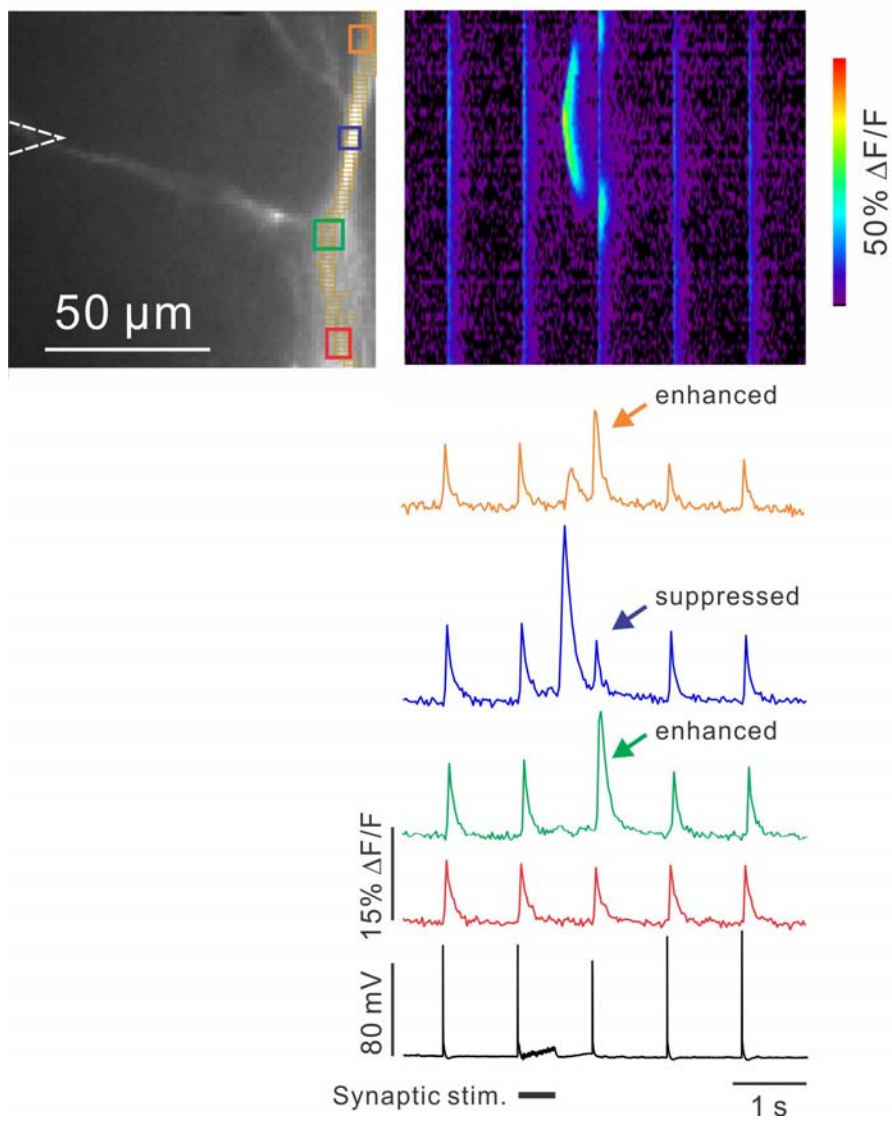 50 μm
50% ΔF/F
enhanced
suppressed
enhanced
15% ΔF/F
80 mV
Synaptic stim.
1 s